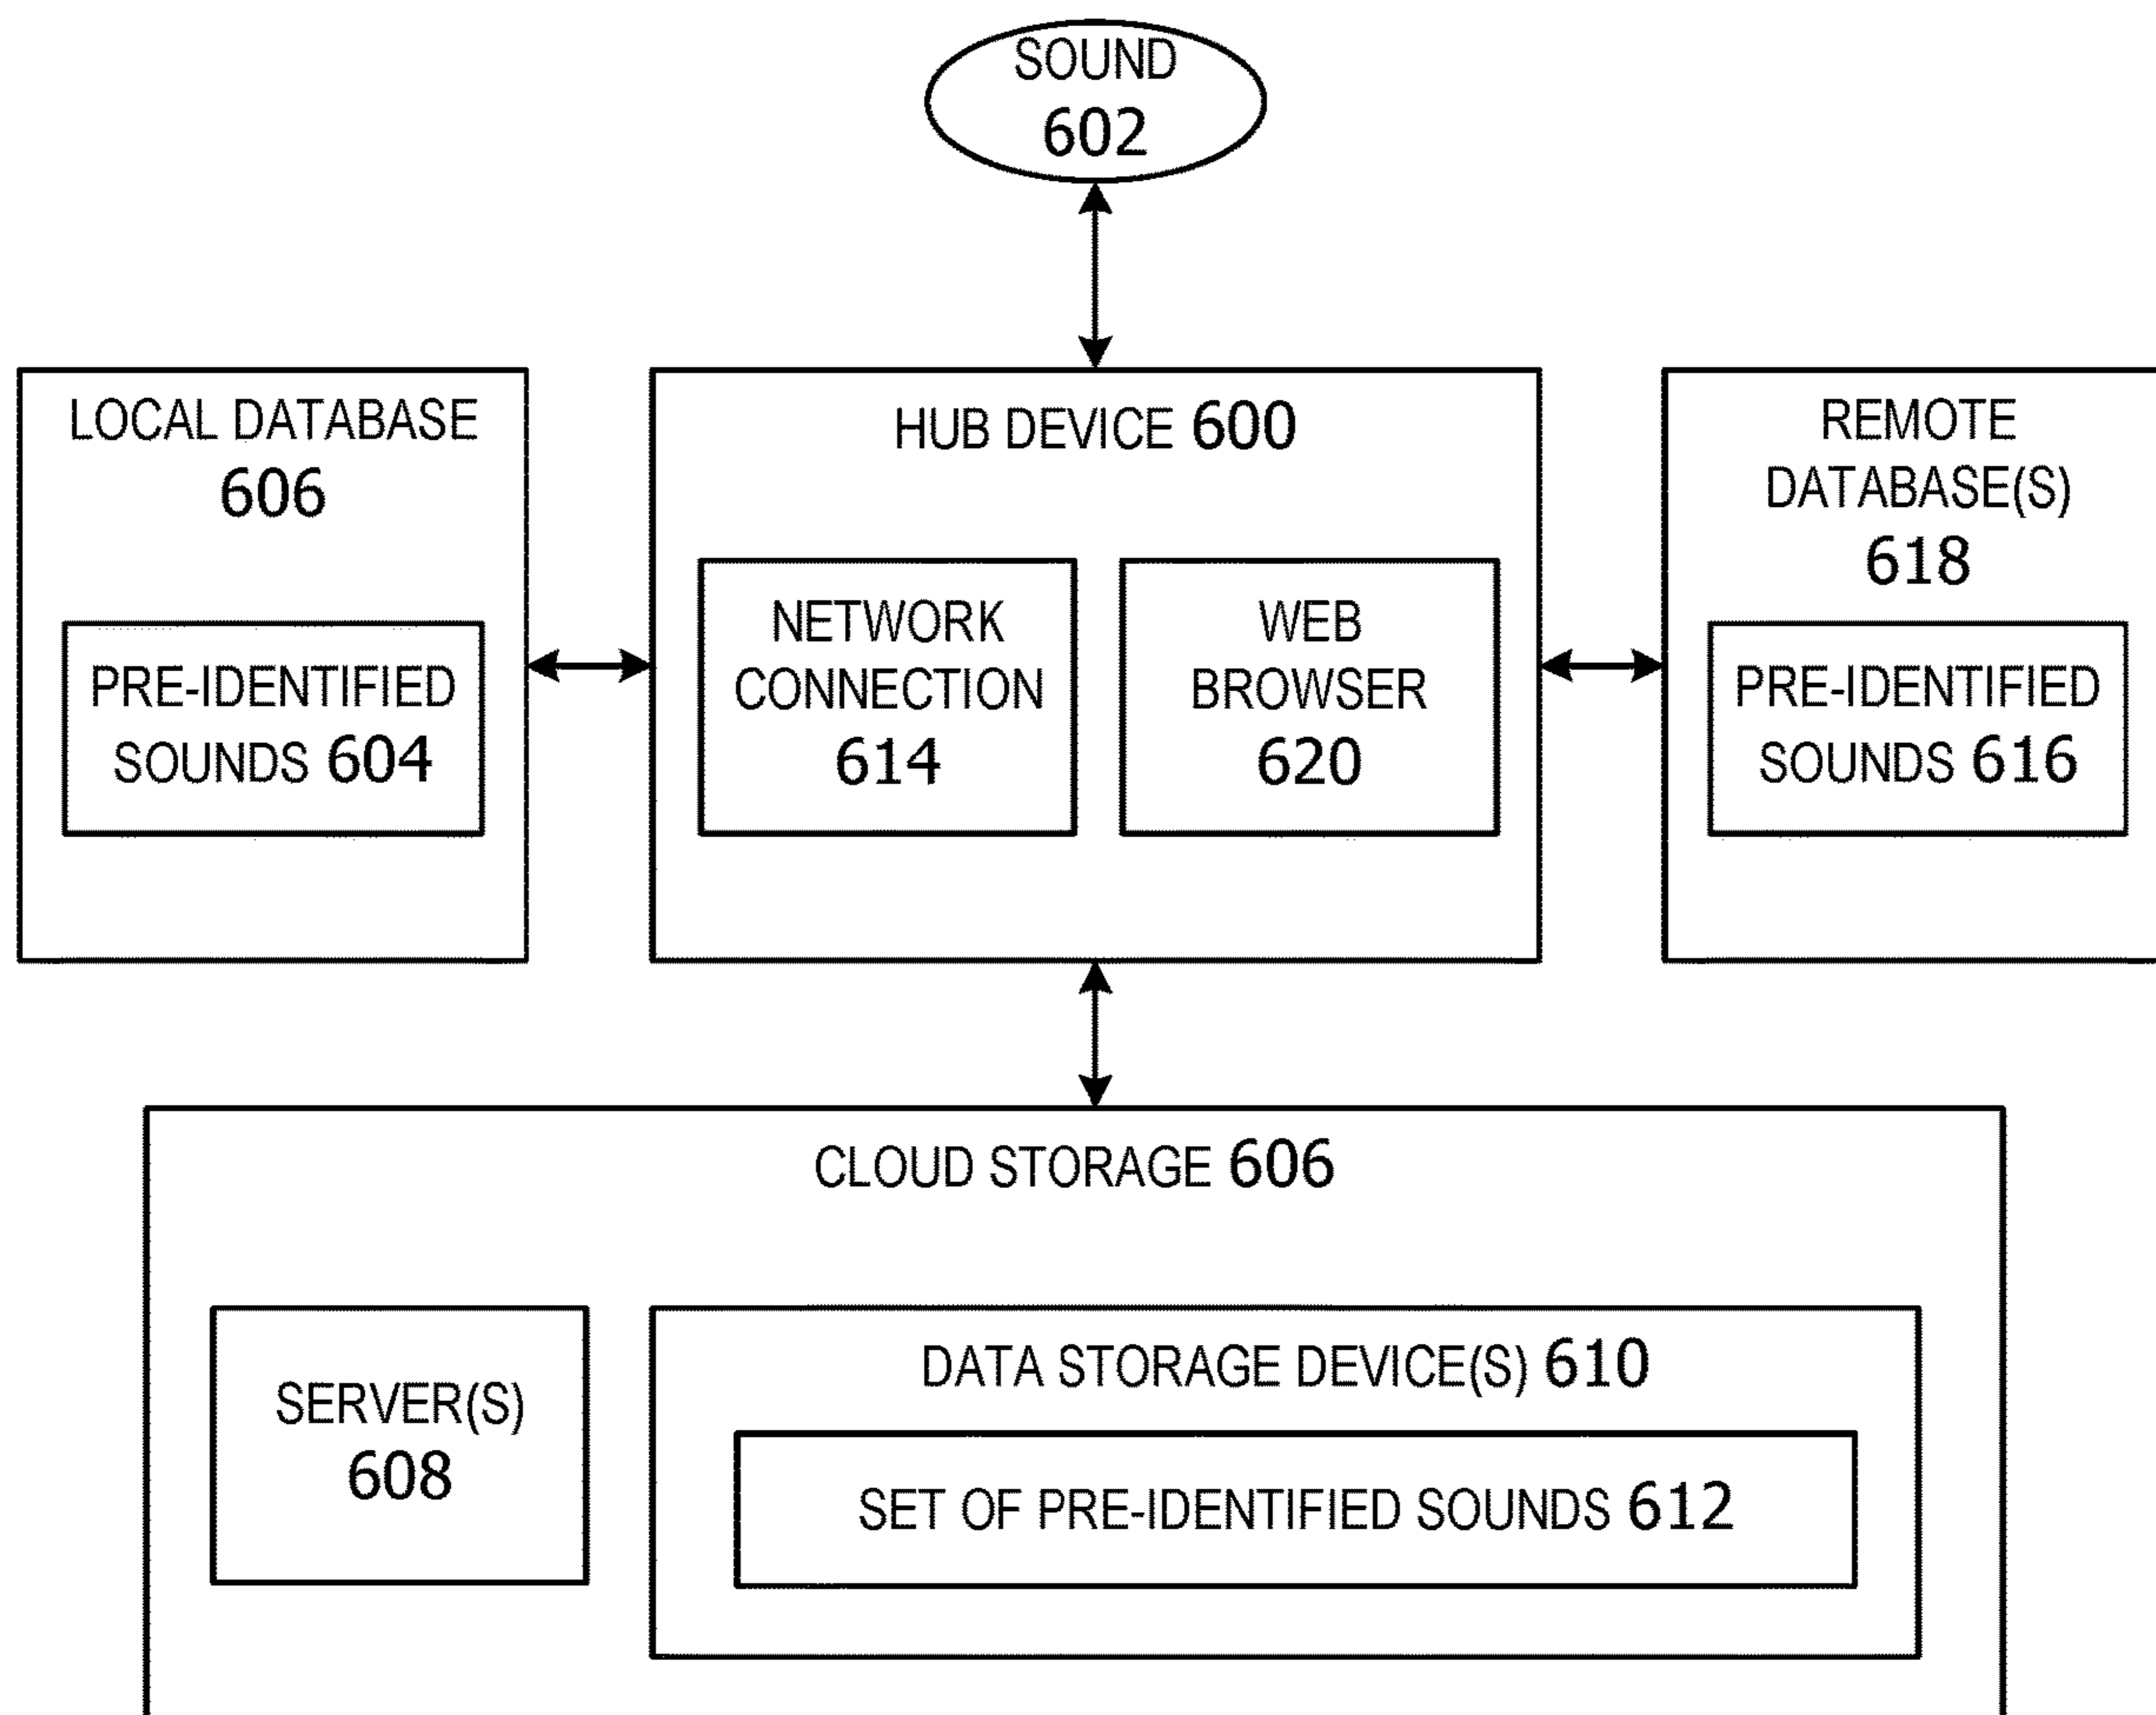 SOUND
602
LOCAL DATABASE
606
PRE-IDENTIFIED
SOUNDS 604
HUB DEVICE 600
NETWORK
CONNECTION
614
WEB
BROWSER
620
REMOTE
DATABASE(S)
618
PRE-IDENTIFIED
SOUNDS 616
CLOUD STORAGE 606
SERVER(S)
608
DATA STORAGE DEVICE(S) 610
SET OF PRE-IDENTIFIED SOUNDS 612